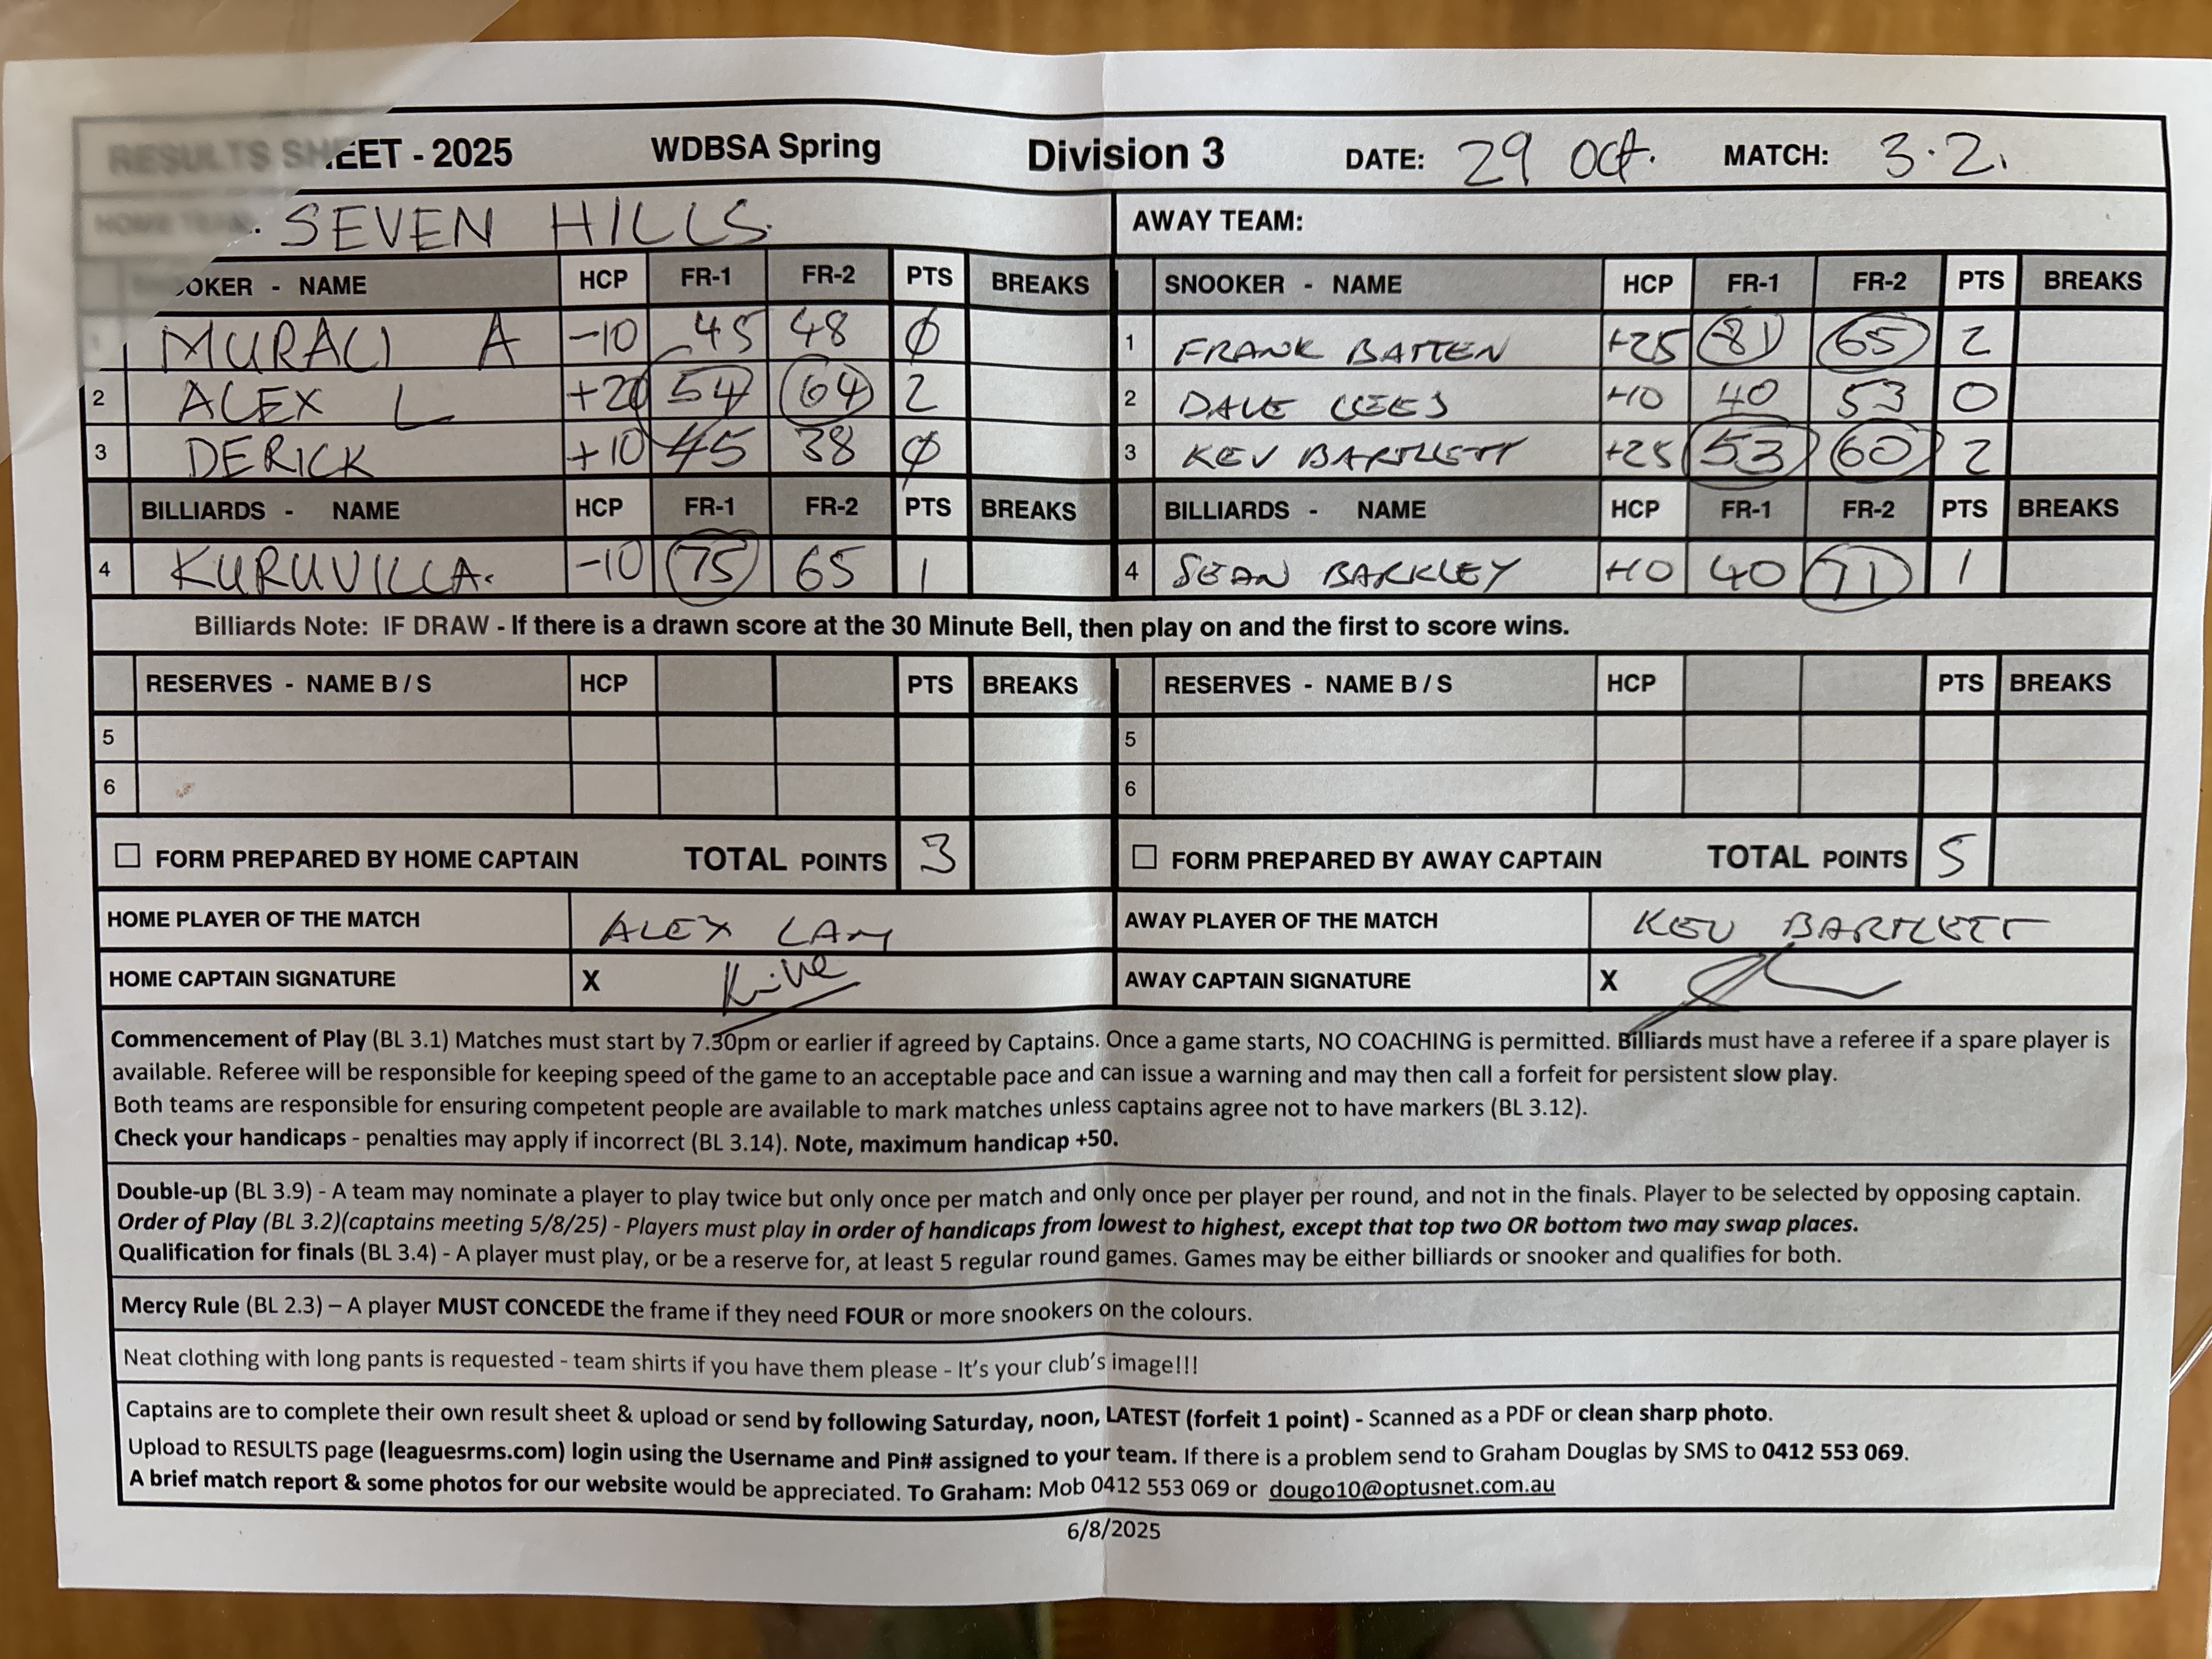 RESULTS SHEET - 2025 WDBSA Spring Division 3 DATE: 29 Oct. MATCH: 3.2.
HOME TEAM: SEVEN HILLS. AWAY TEAM:
SNOOKER - NAME HCP FR-1 FR-2 PTS BREAKS SNOOKER - NAME HCP FR-1 FR-2 PTS BREAKS
1 MURALI A -10 45 48 0 1 FRANK BATTEN +25 81 65 2
2 ALEX L +20 54 64 2 2 DAVE LEES +10 40 53 0
3 DERICK +10 45 38 0 3 KEV BARTLETT +25 53 60 2
BILLIARDS - NAME HCP FR-1 FR-2 PTS BREAKS BILLIARDS - NAME HCP FR-1 FR-2 PTS BREAKS
4 KURUVILLA. -10 75 65 1 4 SEAN BARKLEY +10 40 71 1
Billiards Note: IF DRAW - If there is a drawn score at the 30 Minute Bell, then play on and the first to score wins.
RESERVES - NAME B / S HCP PTS BREAKS RESERVES - NAME B / S HCP PTS BREAKS
5 5
6 6
FORM PREPARED BY HOME CAPTAIN TOTAL POINTS 3 FORM PREPARED BY AWAY CAPTAIN TOTAL POINTS 5
HOME PLAYER OF THE MATCH ALEX LAM AWAY PLAYER OF THE MATCH KEV BARTLETT
HOME CAPTAIN SIGNATURE X AWAY CAPTAIN SIGNATURE X
Commencement of Play (BL 3.1) Matches must start by 7.30pm or earlier if agreed by Captains. Once a game starts, NO COACHING is permitted. Billiards must have a referee if a spare player is
available. Referee will be responsible for keeping speed of the game to an acceptable pace and can issue a warning and may then call a forfeit for persistent slow play.
Both teams are responsible for ensuring competent people are available to mark matches unless captains agree not to have markers (BL 3.12).
Check your handicaps - penalties may apply if incorrect (BL 3.14). Note, maximum handicap +50.
Double-up (BL 3.9) - A team may nominate a player to play twice but only once per match and only once per player per round, and not in the finals. Player to be selected by opposing captain.
Order of Play (BL 3.2)(captains meeting 5/8/25) - Players must play in order of handicaps from lowest to highest, except that top two OR bottom two may swap places.
Qualification for finals (BL 3.4) - A player must play, or be a reserve for, at least 5 regular round games. Games may be either billiards or snooker and qualifies for both.
Mercy Rule (BL 2.3) – A player MUST CONCEDE the frame if they need FOUR or more snookers on the colours.
Neat clothing with long pants is requested - team shirts if you have them please - It's your club's image!!!
Captains are to complete their own result sheet & upload or send by following Saturday, noon, LATEST (forfeit 1 point) - Scanned as a PDF or clean sharp photo.
Upload to RESULTS page (leaguesrms.com) login using the Username and Pin# assigned to your team. If there is a problem send to Graham Douglas by SMS to 0412 553 069.
A brief match report & some photos for our website would be appreciated. To Graham: Mob 0412 553 069 or dougo10@optusnet.com.au
6/8/2025